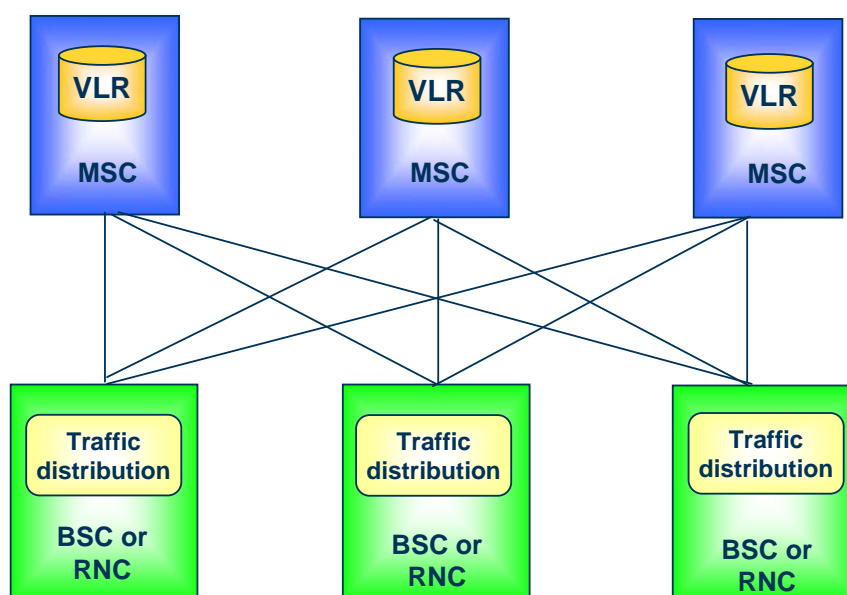 VLR
VLR
VLR
MSC
MSC
MSC
Traffic
distribution
Traffic
distribution
Traffic
distribution
BSC or
RNC
BSC or
RNC
BSC or
RNC